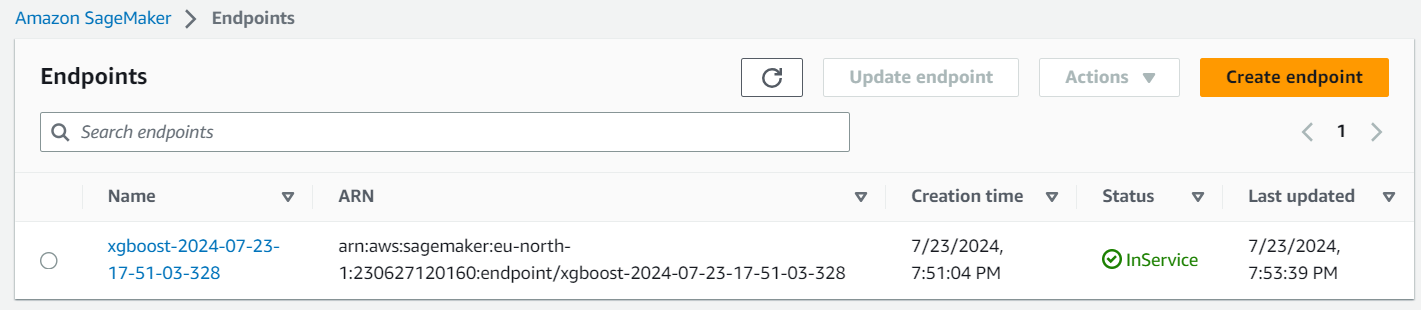 Amazon SageMaker > Endpoints
Endpoints
Update endpoint
Actions
Create endpoint
Search endpoints
1
Name ARN Creation time Status Last updated
xgboost-2024-07-23- arn:aws:sagemaker:eu-north- 7/23/2024, InService 7/23/2024,
17-51-03-328 1:230627120160:endpoint/xgboost-2024-07-23-17-51-03-328 7:51:04 PM 7:53:39 PM